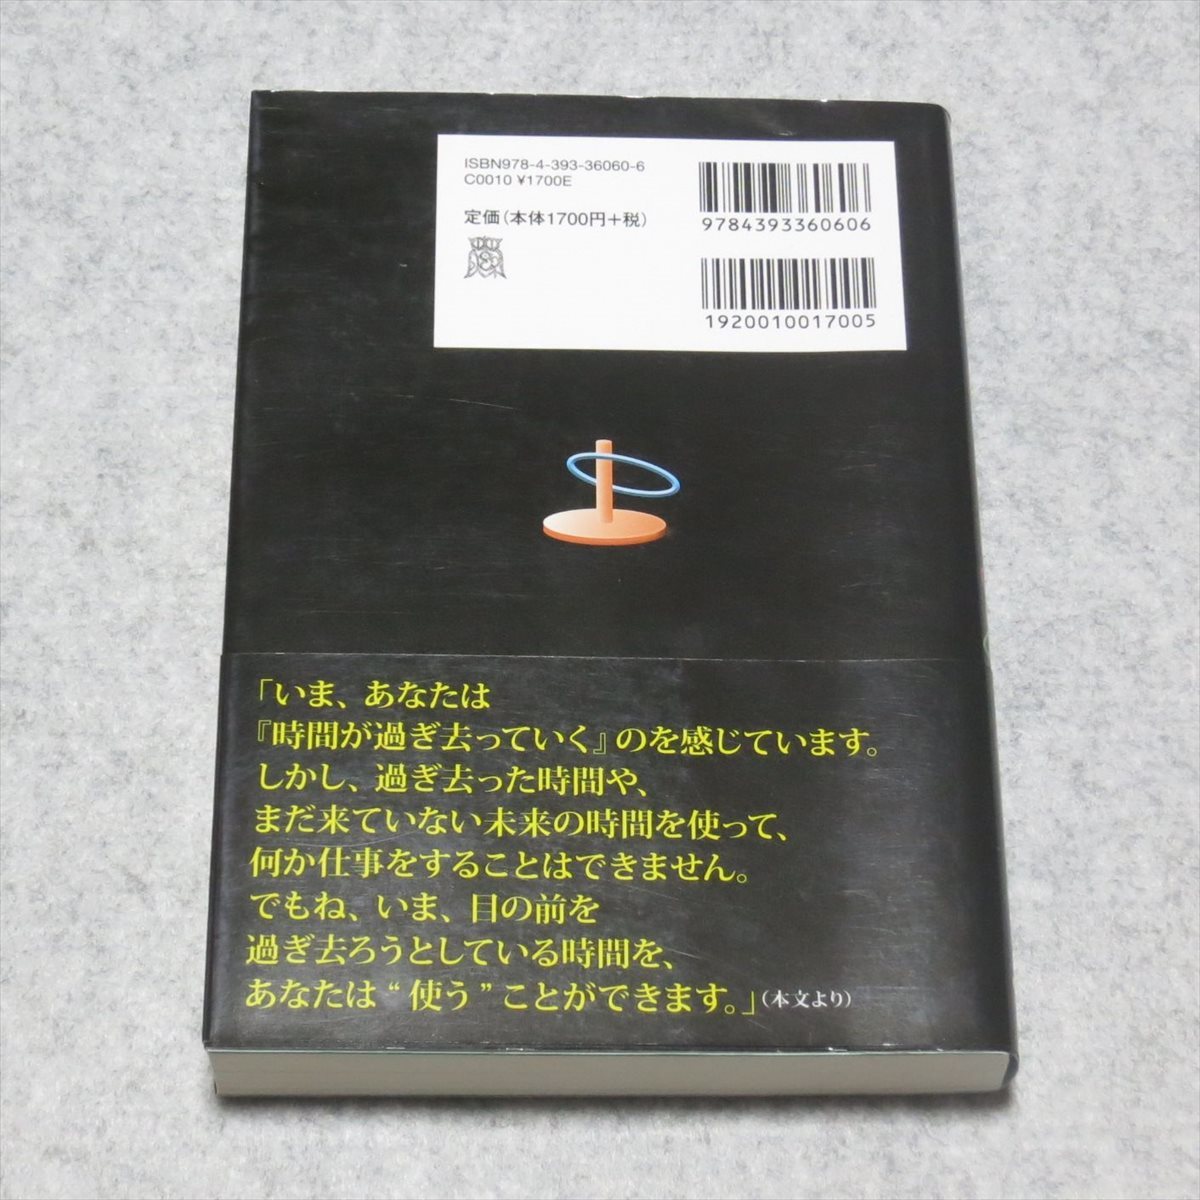 ISBN978-4-393-36060-6
C0010 ¥1700E
定価(本体1700円+税)
9784393360606
1920010017005
「いま、あなたは
『時間が過ぎ去っていく』のを感じています。
しかし、過ぎ去った時間や、
まだ来ていない未来の時間を使って、
何か仕事をすることはできません。
でもね、いま、目の前を
過ぎ去ろうとしている時間を、
あなたは“使う”ことができます。」(本文より)